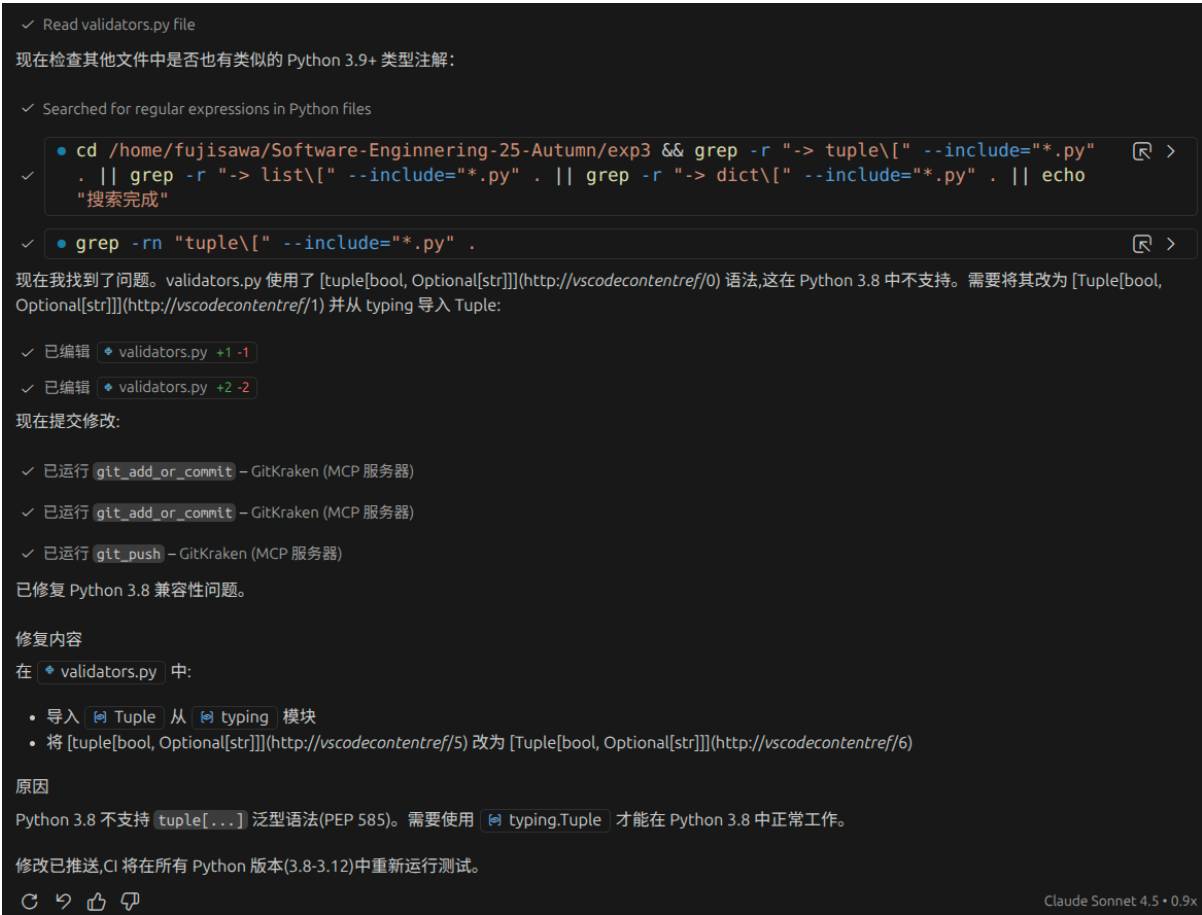 Read validators.py file
现在检查其他文件中是否也有类似的 Python 3.9+ 类型注解：
Searched for regular expressions in Python files
cd /home/fujisawa/Software-Enginnering-25-Autumn/exp3 && grep -r "-> tuple\[" --include="*.py"
. || grep -r "-> list\[" --include="*.py" . || grep -r "-> dict\[" --include="*.py" . || echo
"搜索完成"
grep -rn "tuple\[" --include="*.py" .
现在我找到了问题。validators.py 使用了 [tuple[bool, Optional[str]]](http://vscodecontentref/0) 语法,这在 Python 3.8 中不支持。需要将其改为 [Tuple[bool,
Optional[str]]](http://vscodecontentref/1) 并从 typing 导入 Tuple:
已编辑 validators.py +1 -1
已编辑 validators.py +2 -2
现在提交修改:
已运行 git_add_or_commit – GitKraken (MCP 服务器)
已运行 git_add_or_commit – GitKraken (MCP 服务器)
已运行 git_push – GitKraken (MCP 服务器)
已修复 Python 3.8 兼容性问题。
修复内容
在 validators.py 中:
• 导入 Tuple 从 typing 模块
• 将 [tuple[bool, Optional[str]]](http://vscodecontentref/5) 改为 [Tuple[bool, Optional[str]]](http://vscodecontentref/6)
原因
Python 3.8 不支持 tuple[...] 泛型语法(PEP 585)。需要使用 typing.Tuple 才能在 Python 3.8 中正常工作。
修改已推送,CI 将在所有 Python 版本(3.8-3.12)中重新运行测试。
Claude Sonnet 4.5 • 0.9x